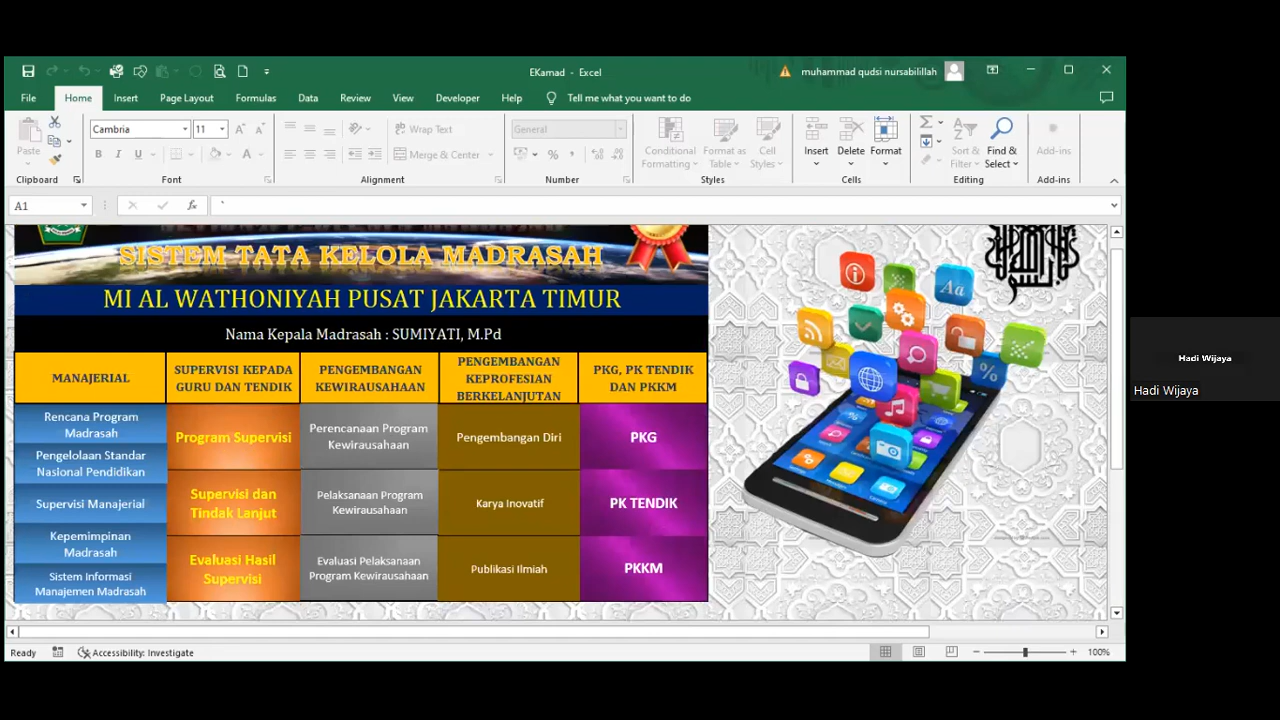 EKamad - Excel
muhammad qudsi nursabilillah
File Home Insert Page Layout Formulas Data Review View Developer Help Tell me what you want to do
Paste
Cambria 11
B I U
A
Wrap Text
Merge & Center
General
% ,
Conditional Formatting
Format as Table
Cell Styles
Insert Delete Format
Sort & Filter
Find & Select
Add-ins
Clipboard Font Alignment Number Styles Cells Editing Add-ins
A1 fx `
SISTEM TATA KELOLA MADRASAH
MI AL WATHONIYAH PUSAT JAKARTA TIMUR
Nama Kepala Madrasah : SUMIYATI, M.Pd
MANAJERIAL
Rencana Program
Madrasah
Pengelolaan Standar
Nasional Pendidikan
Supervisi Manajerial
Kepemimpinan
Madrasah
Sistem Informasi
Manajemen Madrasah
SUPERVISI KEPADA
GURU DAN TENDIK
Program Supervisi
Supervisi dan
Tindak Lanjut
Evaluasi Hasil
Supervisi
PENGEMBANGAN
KEWIRAUSAHAAN
Perencanaan Program
Kewirausahaan
Pelaksanaan Program
Kewirausahaan
Evaluasi Pelaksanaan
Program Kewirausahaan
PENGEMBANGAN
KEPROFESIAN
BERKELANJUTAN
Pengembangan Diri
Karya Inovatif
Publikasi Ilmiah
PKG, PK TENDIK
DAN PKKM
PKG
PK TENDIK
PKKM
Aa
%
Hadi Wijaya
Hadi Wijaya
Ready Accessibility: Investigate 100%